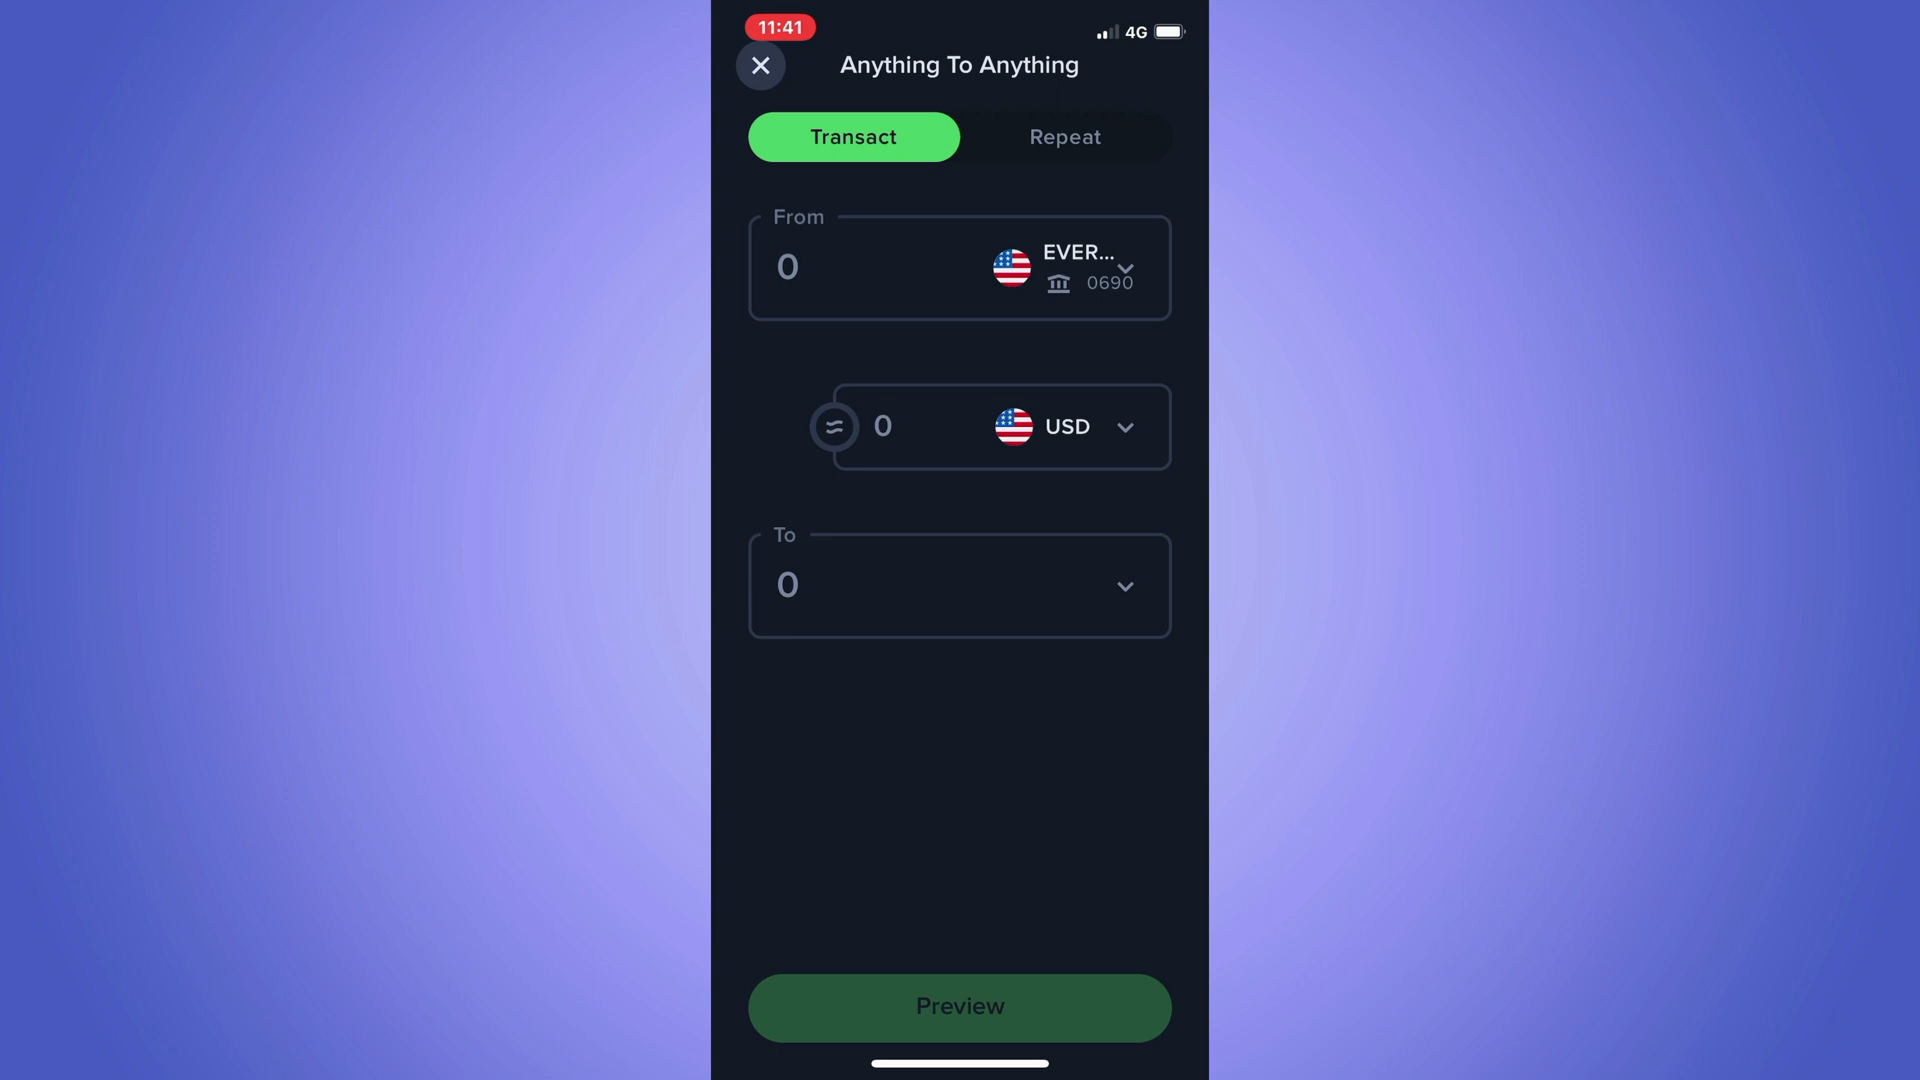 11:41
4G
Anything To Anything
Transact
Repeat
From
0
EVER...
0690
0
USD
To
0
Preview